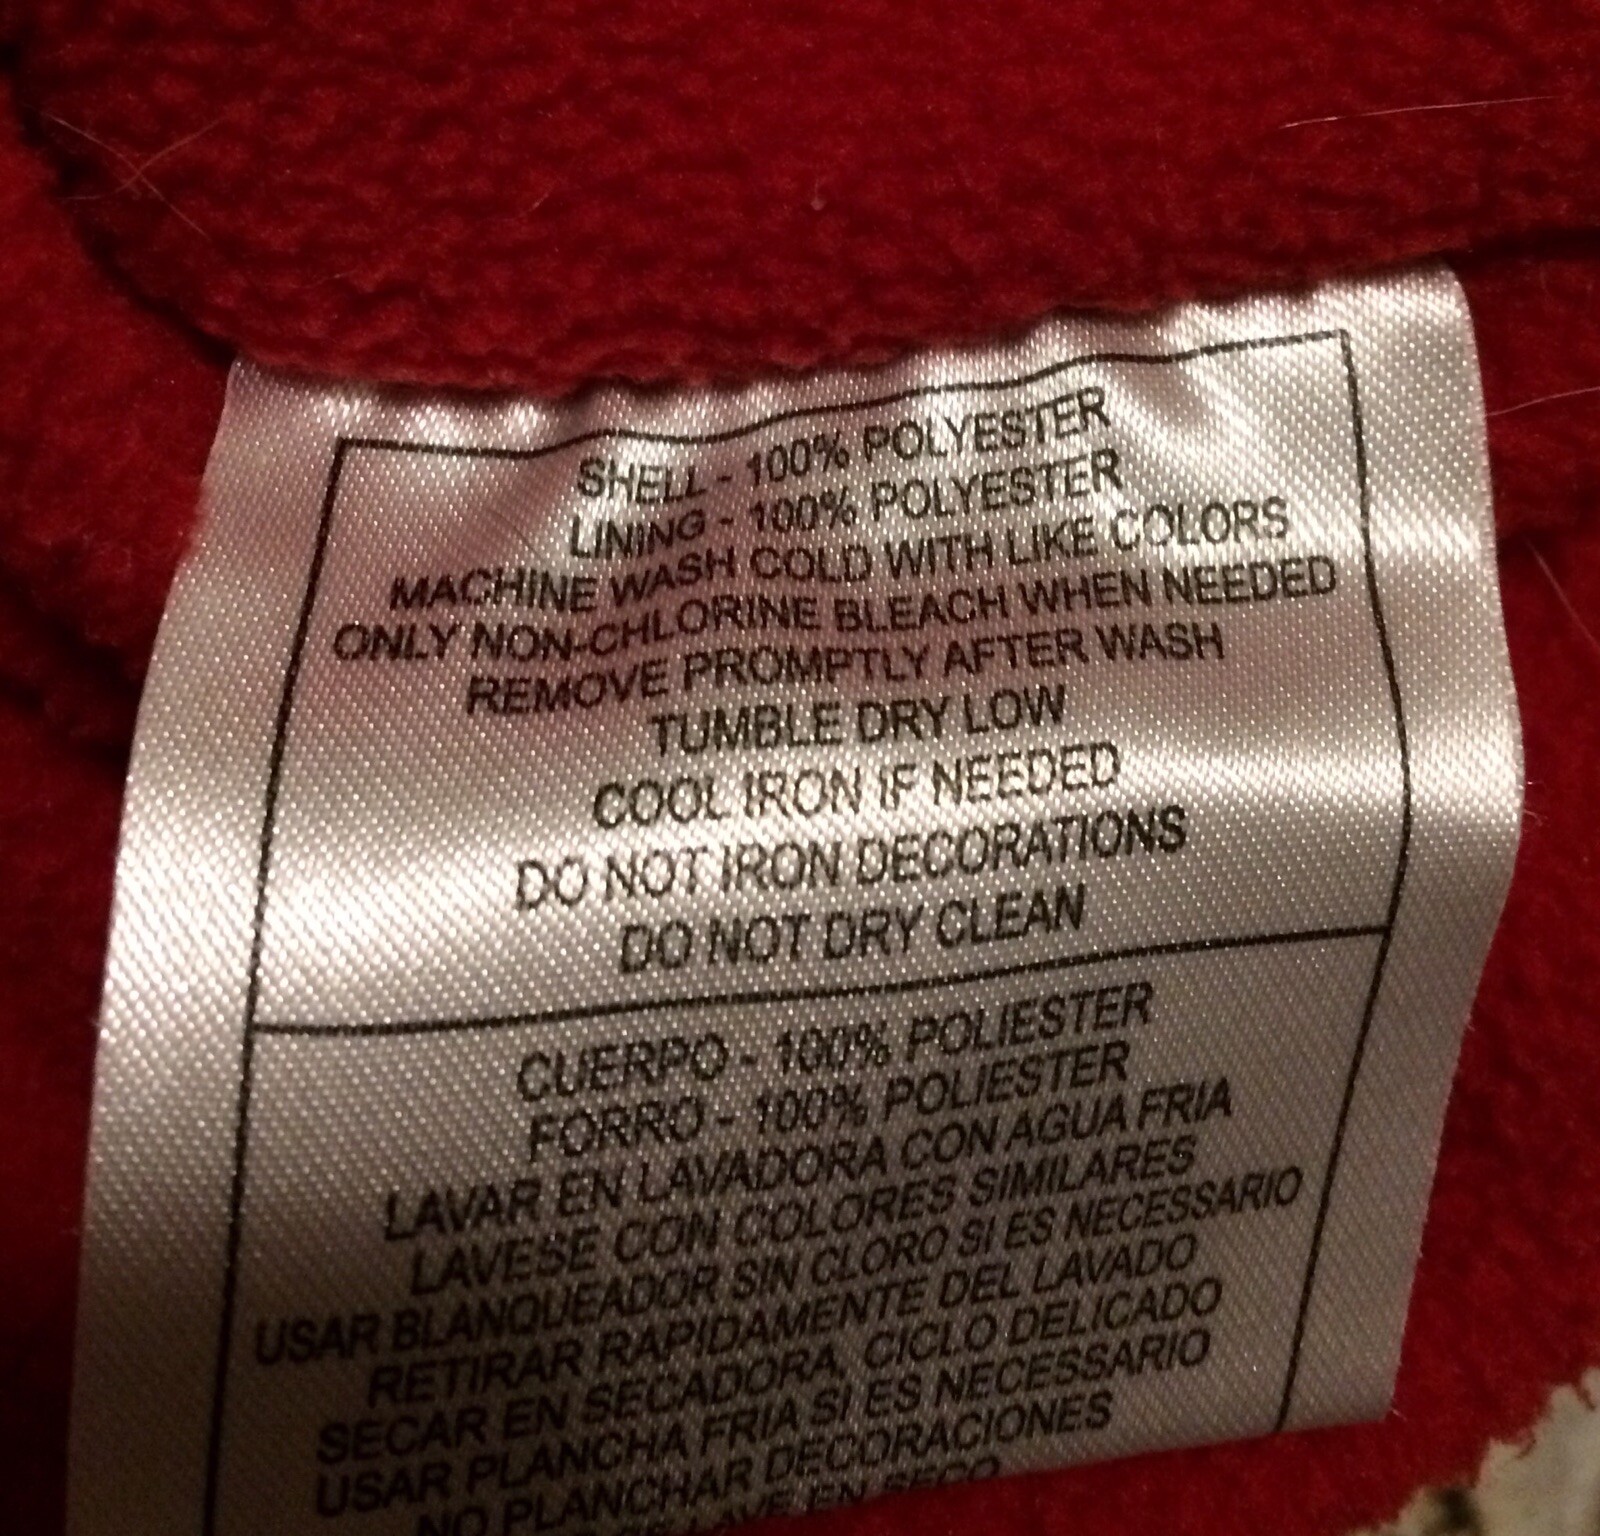 SHELL - 100% POLYESTER
LINING - 100% POLYESTER
MACHINE WASH COLD WITH LIKE COLORS
ONLY NON-CHLORINE BLEACH WHEN NEEDED
REMOVE PROMPTLY AFTER WASH
TUMBLE DRY LOW
COOL IRON IF NEEDED
DO NOT IRON DECORATIONS
DO NOT DRY CLEAN
CUERPO - 100% POLIESTER
FORRO - 100% POLIESTER
LAVAR EN LAVADORA CON AGUA FRIA
LAVESE CON COLORES SIMILARES
USAR BLANQUEADOR SIN CLORO SI ES NECESSARIO
RETIRAR RAPIDAMENTE DEL LAVADO
SECAR EN SECADORA, CICLO DELICADO
USAR PLANCHA FRIA SI ES NECESSARIO
NO PLANCHAR DECORACIONES
LAVE EN SECO